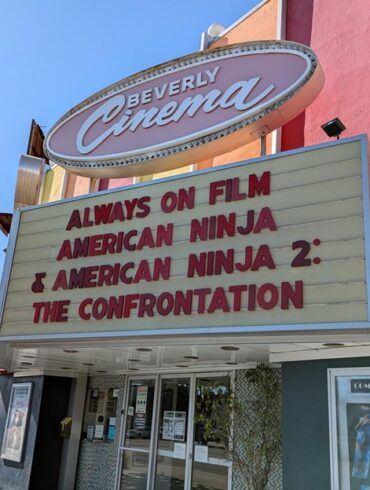 BEVERLY
Cinema
ALWAYS ON FILM
AMERICAN NINJA
& AMERICAN NINJA 2:
THE CONFRONTATION